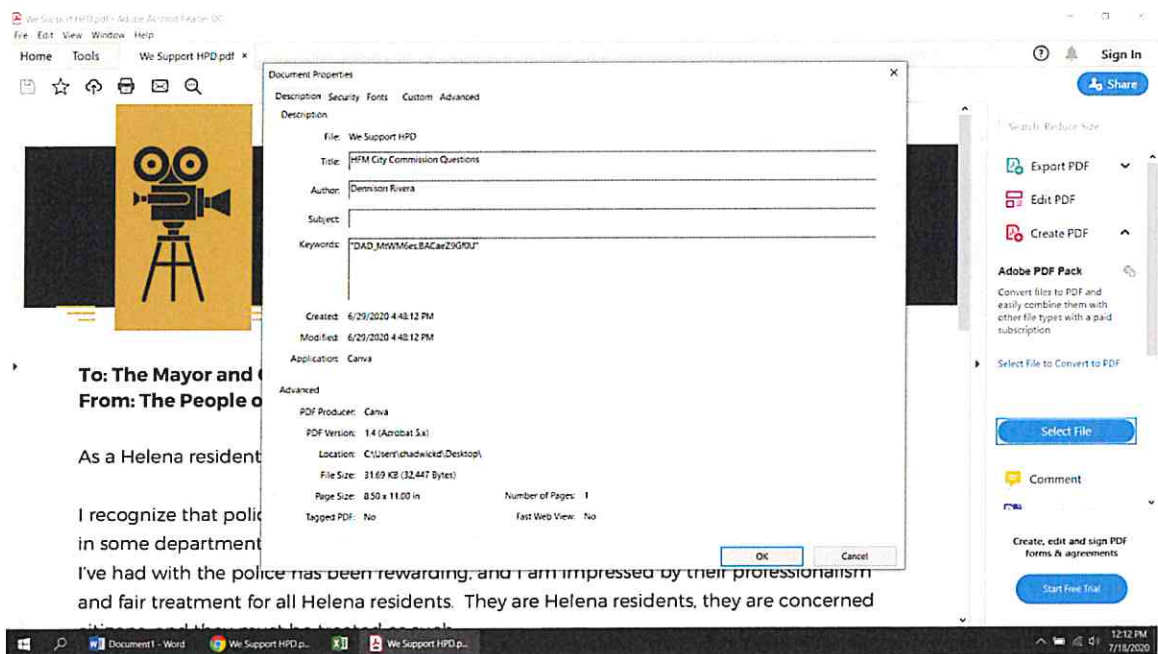 We Support HPD.pdf - Adobe Acrobat Reader DC
File Edit View Window Help
Home Tools We Support HPD.pdf ×
Sign In
Share
Document Properties
Description Security Fonts Custom Advanced
Description
File: We Support HPD
Title: HFM City Commission Questions
Author: Dennison Rivera
Subject:
Keywords:
Created: 6/29/2020 4:48:12 PM
Modified: 6/29/2020 4:48:12 PM
Application: Canva
Advanced
PDF Producer: Canva
PDF Version: 1.4 (Acrobat 5.x)
Location: C:\Users\chadwickd\Desktop\
File Size: 31.69 KB (32,447 Bytes)
Page Size: 8.50 x 11.00 in
Number of Pages: 1
Tagged PDF: No
Fast Web View: No
OK
Cancel
To: The Mayor and
From: The People o
As a Helena resident
I recognize that polic
in some department
I've had with the police has been rewarding, and I am impressed by their professionalism
and fair treatment for all Helena residents. They are Helena residents, they are concerned
Search 'Reduce Size'
Export PDF
Edit PDF
Create PDF
Adobe PDF Pack
Convert files to PDF and
easily combine them with
other file types with a paid
subscription
Select File to Convert to PDF
Select File
Comment
Create, edit and sign PDF
forms & agreements
Start Free Trial
Document1 - Word
We Support HPD.p...
We Support HPD.p...
12:12 PM
7/18/2020